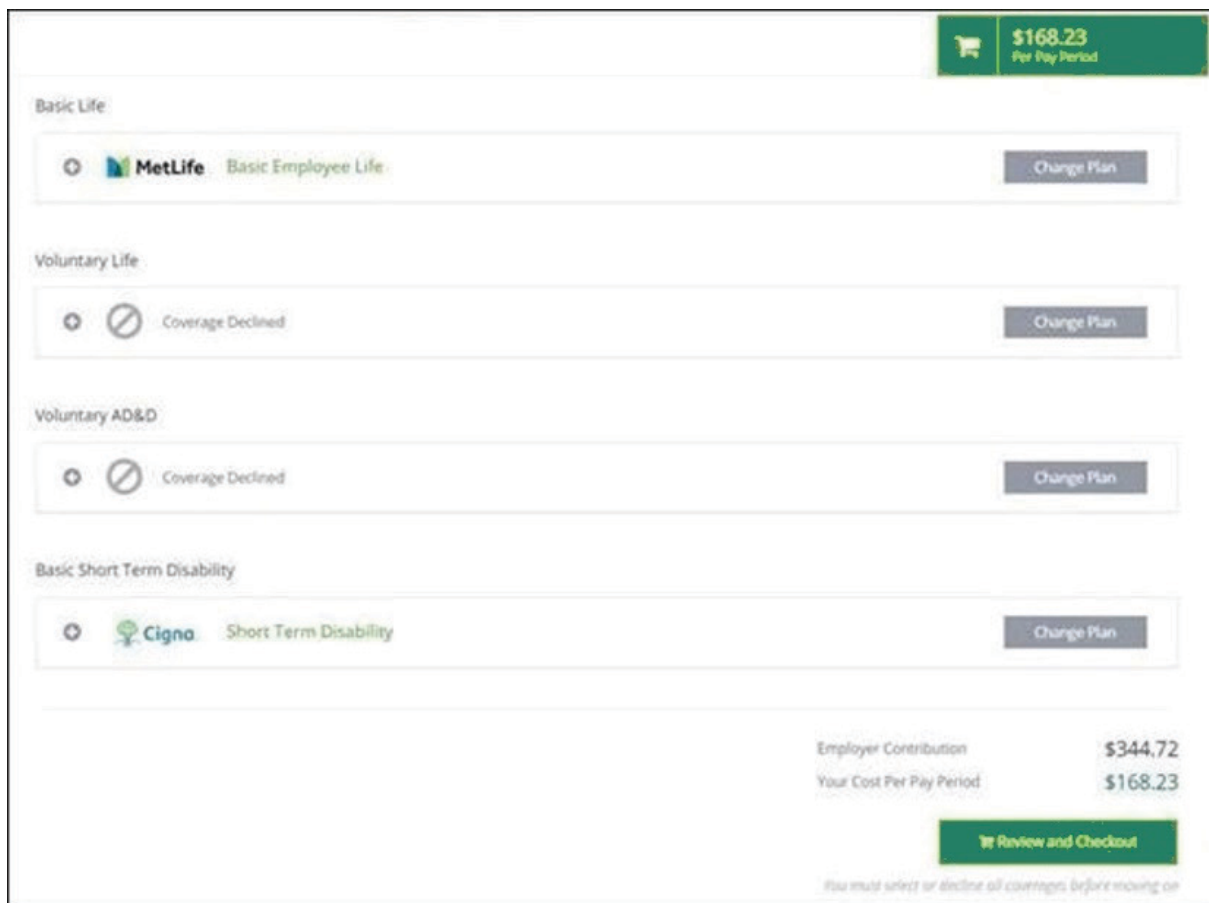 $168.23
Per Pay Period
Basic Life
MetLife Basic Employee Life Change Plan
Voluntary Life
Coverage Declined Change Plan
Voluntary AD&D
Coverage Declined Change Plan
Basic Short Term Disability
Cigna Short Term Disability Change Plan
Employer Contribution $344.72
Your Cost Per Pay Period $168.23
Review and Checkout
You must select or decline all coverages before moving on